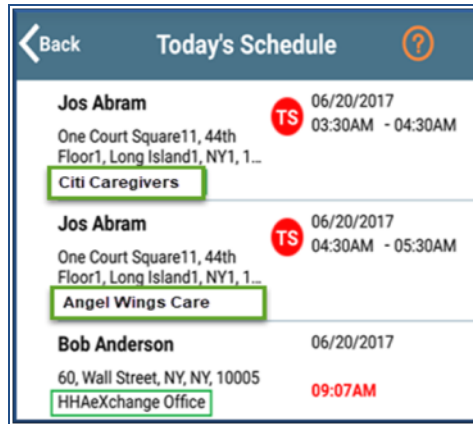 Back Today's Schedule ?
Jos Abram
TS
06/20/2017
03:30AM - 04:30AM
One Court Square11, 44th
Floor1, Long Island1, NY1, 1...
Citi Caregivers
Jos Abram
TS
06/20/2017
04:30AM - 05:30AM
One Court Square11, 44th
Floor1, Long Island1, NY1, 1...
Angel Wings Care
Bob Anderson
06/20/2017
60, Wall Street, NY, NY, 10005
09:07AM
HHAeXchange Office